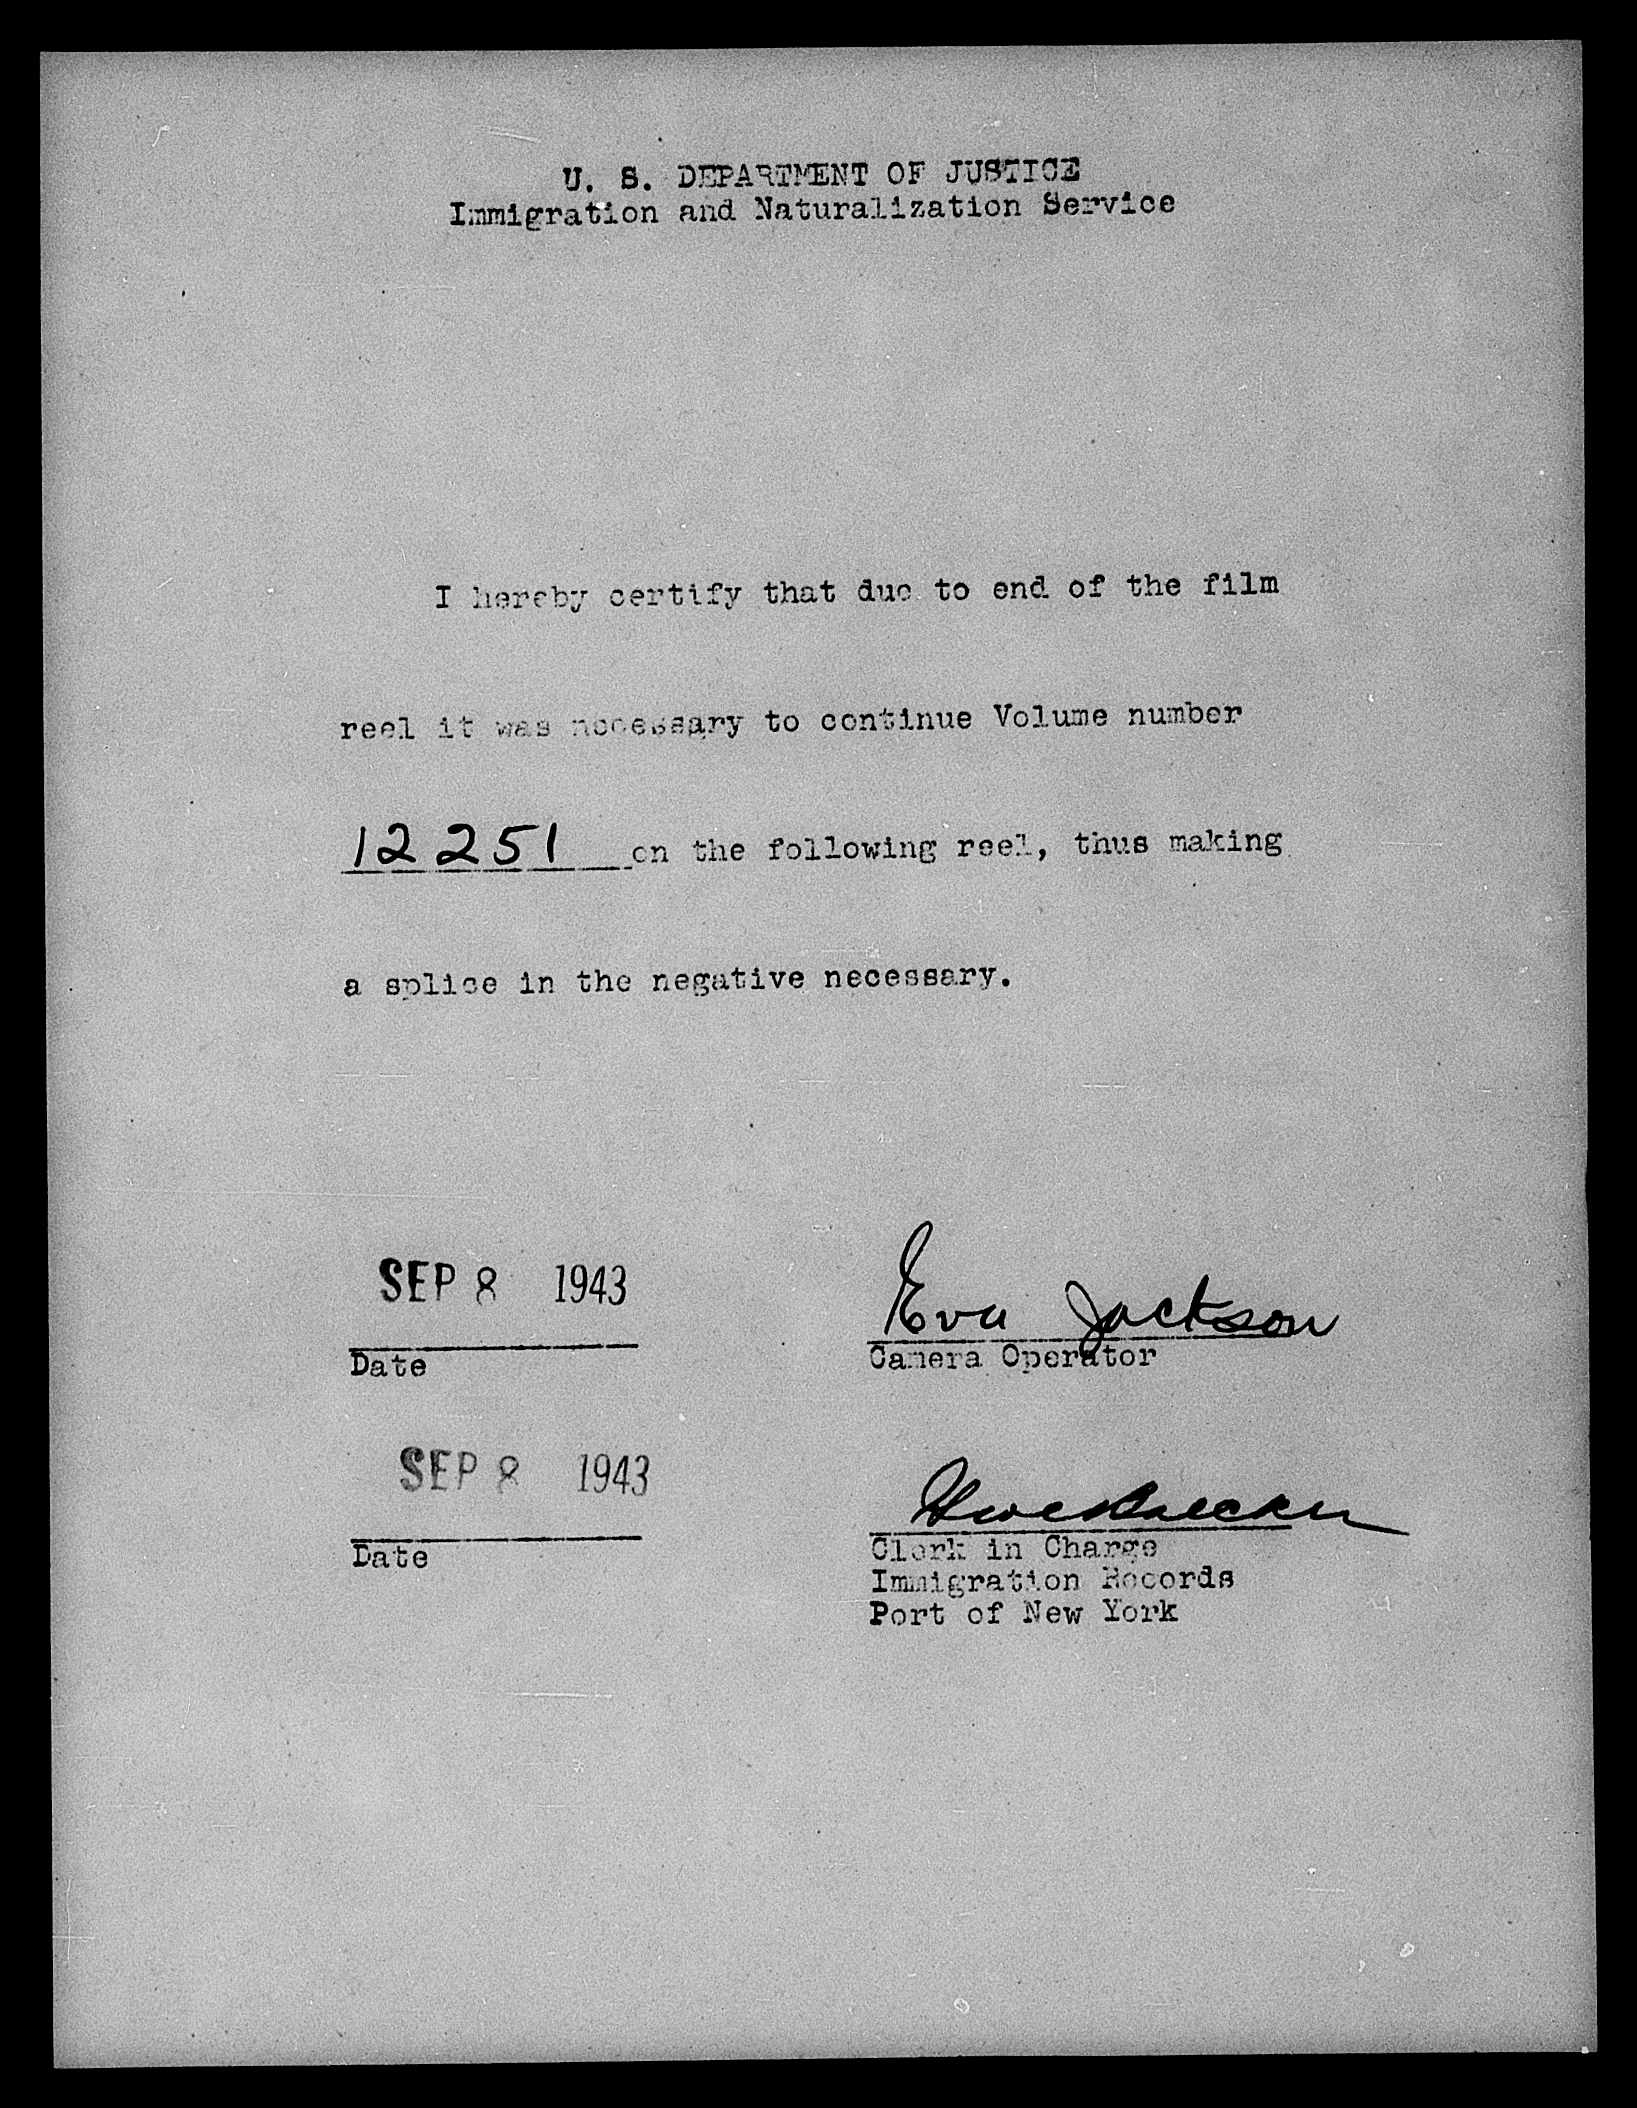 U. S. DEPARTMENT OF JUSTICE
Immigration and Naturalization Service
I hereby certify that due to end of the film
reel it was necessary to continue Volume number
12251 on the following reel, thus making
a splice in the negative necessary.
SEP 8 1943
Eva Jackson
Date
Camera Operator
SEP 8 1943
Date
Clerk in Charge
Immigration Records
Port of New York